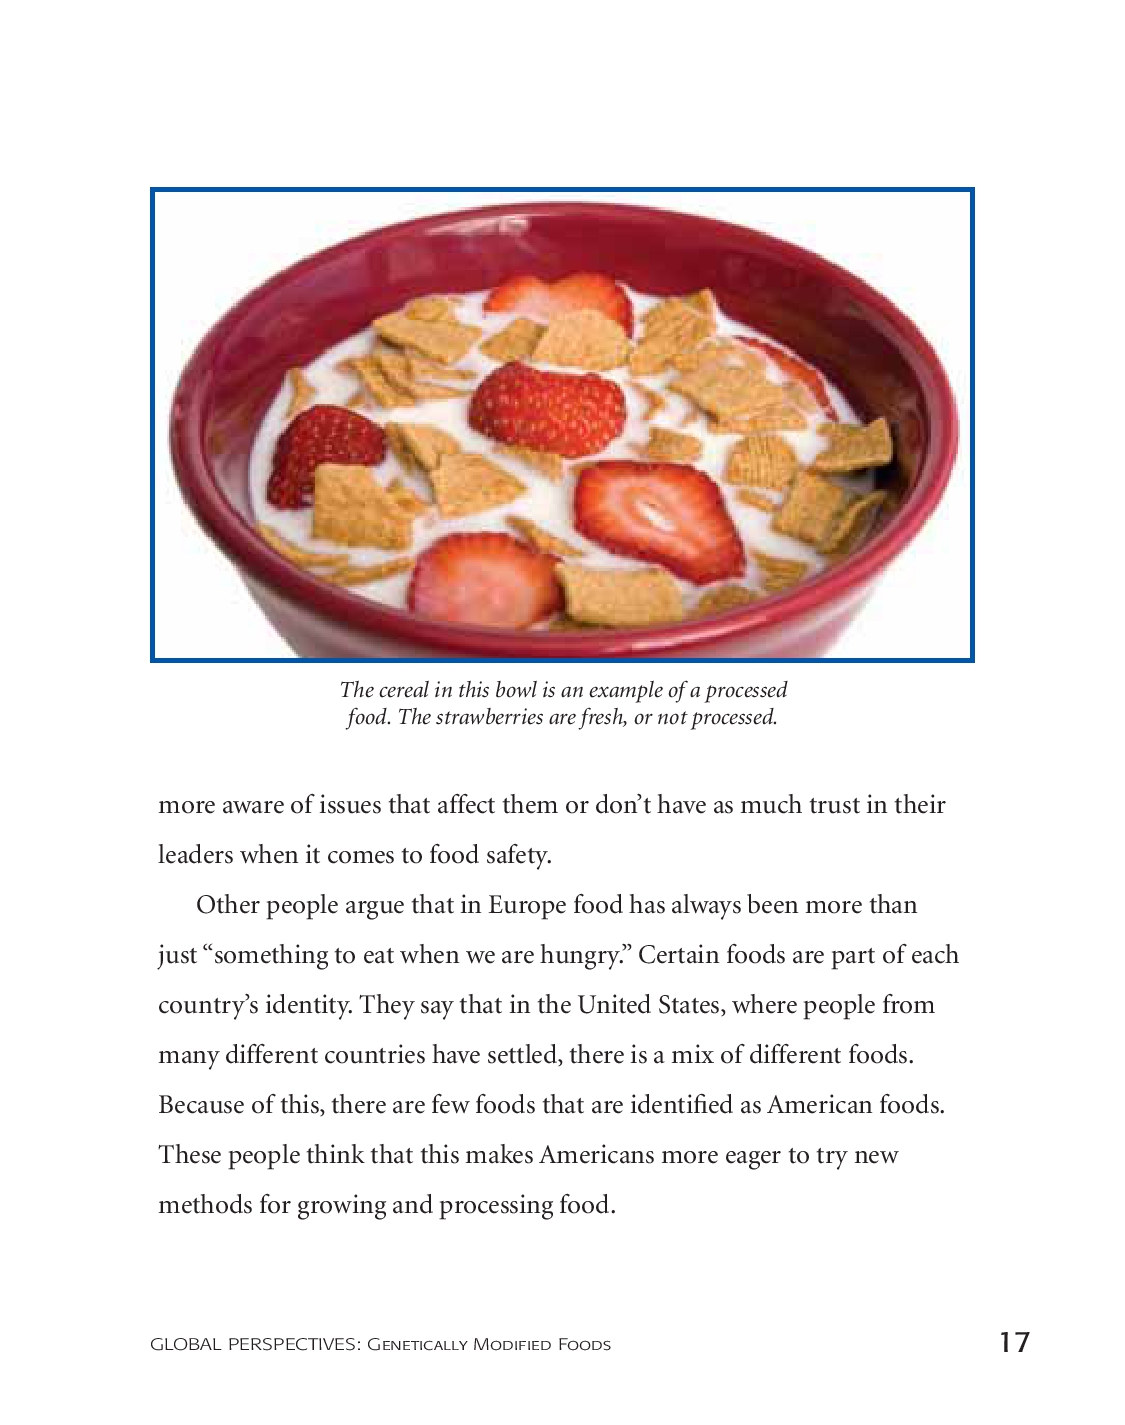 The cereal in this bowl is an example of a processed
food. The strawberries are fresh, or not processed.
more aware of issues that affect them or don’t have as much trust in their
leaders when it comes to food safety.
Other people argue that in Europe food has always been more than
just “something to eat when we are hungry.” Certain foods are part of each
country’s identity. They say that in the United States, where people from
many different countries have settled, there is a mix of different foods.
Because of this, there are few foods that are identified as American foods.
These people think that this makes Americans more eager to try new
methods for growing and processing food.
GLOBAL PERSPECTIVES: GENETICALLY MODIFIED FOODS 17